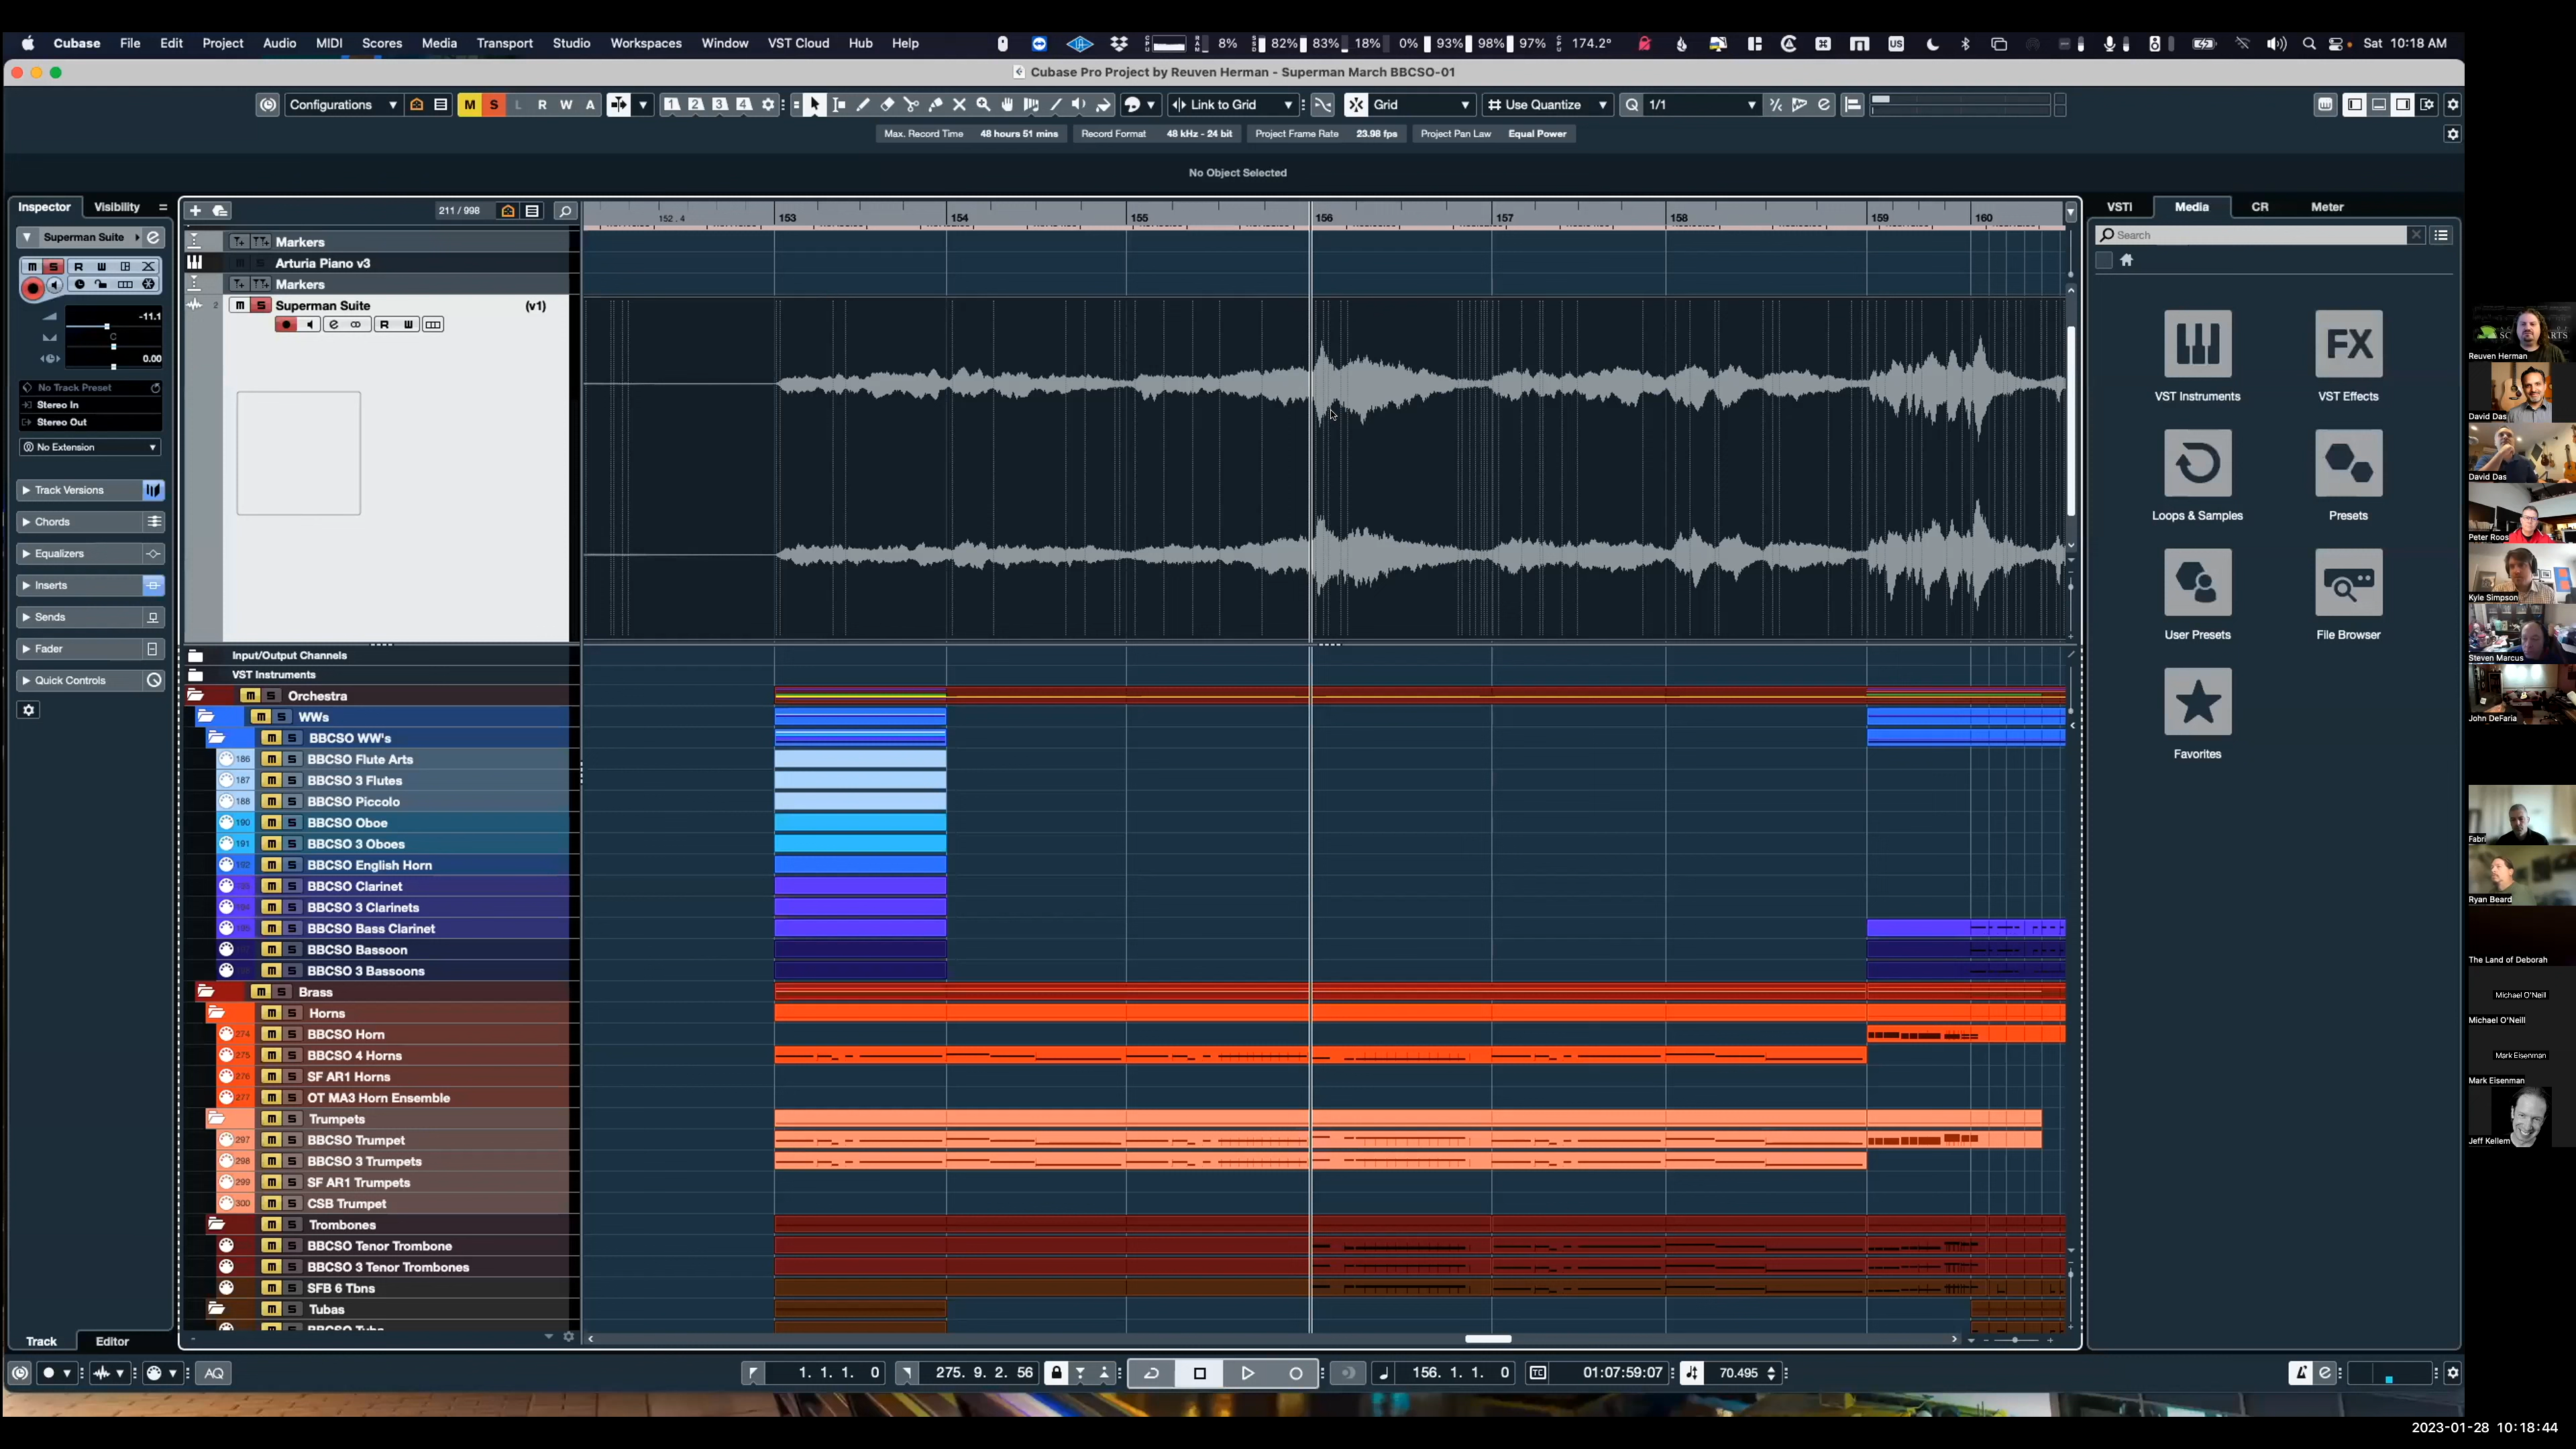 Cubase File Edit Project Audio MIDI Scores Media Transport Studio Workspaces Window VST Cloud Hub Help 8% 82% 83% 18% 0% 93% 98% 97% 174.2° US Sat 10:18 AM
Cubase Pro Project by Reuven Herman - Superman March BBCSO-01
Configurations M S L R W A 1 2 3 4 Link to Grid Grid Use Quantize Q 1/1
Max. Record Time 48 hours 51 mins Record Format 48 kHz - 24 bit Project Frame Rate 23.98 fps Project Pan Law Equal Power
No Object Selected
Inspector Visibility
211 / 998
152 . 4 153 154 155 156 157 158 159 160
VSTi Media CR Meter
Superman Suite
Search
Markers
Arturia Piano v3
Markers
2 m S Superman Suite (v1)
R W
m S R W
-11.1
C
0.00
No Track Preset
Stereo In
Stereo Out
No Extension
Track Versions
Chords
Equalizers
Inserts
Sends
Fader
Quick Controls
FX
VST Instruments VST Effects
Loops & Samples Presets
User Presets File Browser
Favorites
Input/Output Channels
VST Instruments
m S Orchestra
m S WWs
m S BBCSO WW's
186 m S BBCSO Flute Arts
187 m S BBCSO 3 Flutes
188 m S BBCSO Piccolo
190 m S BBCSO Oboe
191 m S BBCSO 3 Oboes
192 m S BBCSO English Horn
m S BBCSO Clarinet
m S BBCSO 3 Clarinets
m S BBCSO Bass Clarinet
m S BBCSO Bassoon
m S BBCSO 3 Bassoons
m S Brass
m S Horns
274 m S BBCSO Horn
275 m S BBCSO 4 Horns
276 m S SF AR1 Horns
277 m S OT MA3 Horn Ensemble
m S Trumpets
297 m S BBCSO Trumpet
298 m S BBCSO 3 Trumpets
299 m S SF AR1 Trumpets
300 m S CSB Trumpet
m S Trombones
m S BBCSO Tenor Trombone
m S BBCSO 3 Tenor Trombones
m S SFB 6 Tbns
m S Tubas
BBCSO Tuba
Track Editor
AQ 1. 1. 1. 0 275. 9. 2. 56 156. 1. 1. 0 TC 01:07:59:07 70.495
Reuven Herman
David Das
David Das
Peter Roos
Kyle Simpson
Steven Marcus
John DeFaria
Fabri
Ryan Beard
The Land of Deborah
Michael O'Neill
Michael O'Neill
Mark Eisenman
Mark Eisenman
Jeff Kellem
2023-01-28 10:18:44